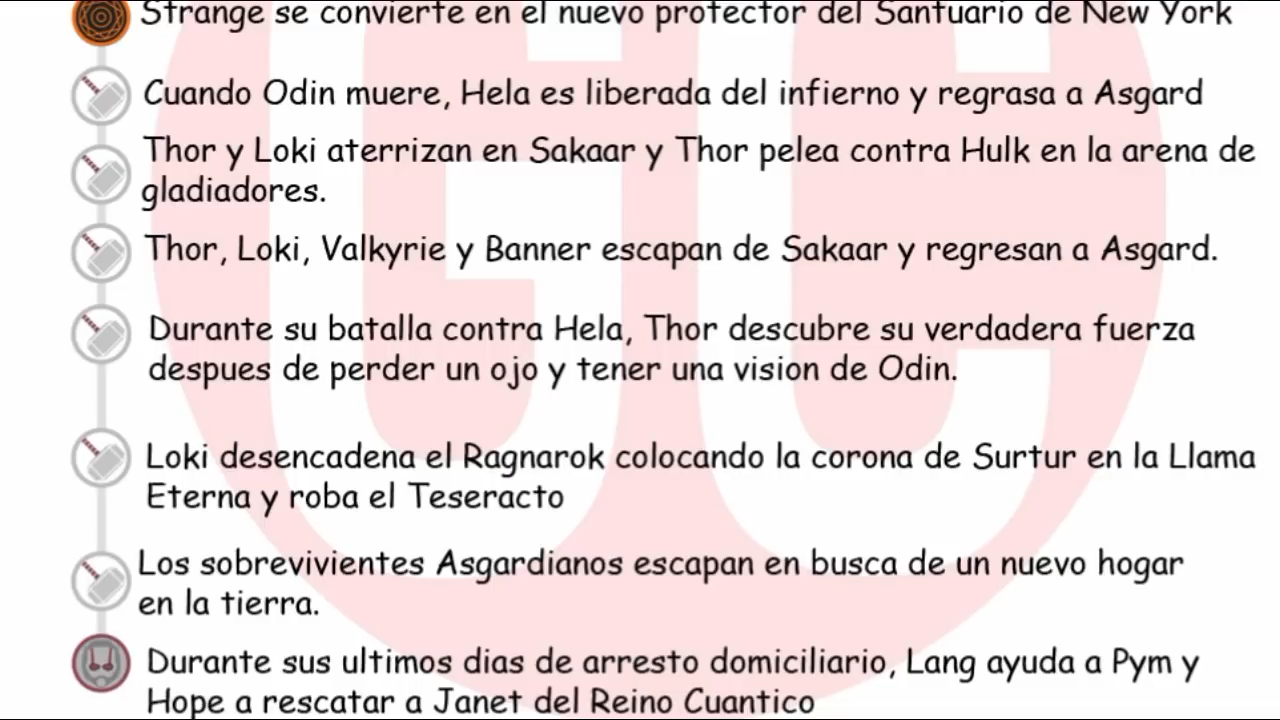 Strange se convierte en el nuevo protector del Santuario de New York
Cuando Odin muere, Hela es liberada del infierno y regrasa a Asgard
Thor y Loki aterrizan en Sakaar y Thor pelea contra Hulk en la arena de
gladiadores.
Thor, Loki, Valkyrie y Banner escapan de Sakaar y regresan a Asgard.
Durante su batalla contra Hela, Thor descubre su verdadera fuerza
despues de perder un ojo y tener una vision de Odin.
Loki desencadena el Ragnarok colocando la corona de Surtur en la Llama
Eterna y roba el Teseracto
Los sobrevivientes Asgardianos escapan en busca de un nuevo hogar
en la tierra.
Durante sus ultimos dias de arresto domiciliario, Lang ayuda a Pym y
Hope a rescatar a Janet del Reino Cuantico